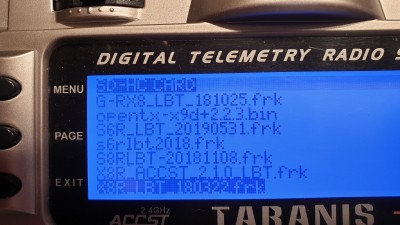 DIGITAL TELEMETRY RADIO
MENU
SD-HC CARD
G-RX8_LBT_181025.frk
opentx-x9d+2.2.3.bin
PAGE
S6R_LBT_20190531.frk
s6rlbt2018.frk
S8RLBT-20181108.frk
X8R_ACCST_2.1.0_LBT.frk
EXIT
X8R_LBT_180322.frk
2.4GHz
ACCST
TARANIS